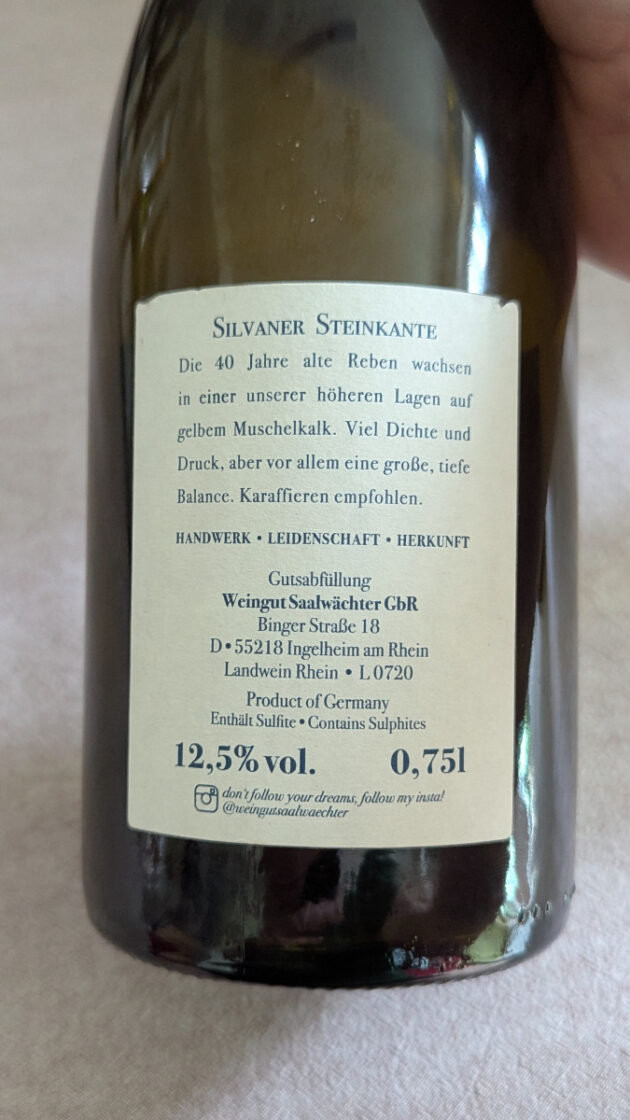 SILVANER STEINKANTE
Die 40 Jahre alte Reben wachsen
in einer unserer höheren Lagen auf
gelbem Muschelkalk. Viel Dichte und
Druck, aber vor allem eine große, tiefe
Balance. Karaffieren empfohlen.
HANDWERK • LEIDENSCHAFT • HERKUNFT
Gutsabfüllung
Weingut Saalwächter GbR
Binger Straße 18
D•55218 Ingelheim am Rhein
Landwein Rhein • L 0720
Product of Germany
Enthält Sulfite • Contains Sulphites
12,5% vol. 0,75l
don't follow your dreams, follow my insta!
@weingutsaalwaechter